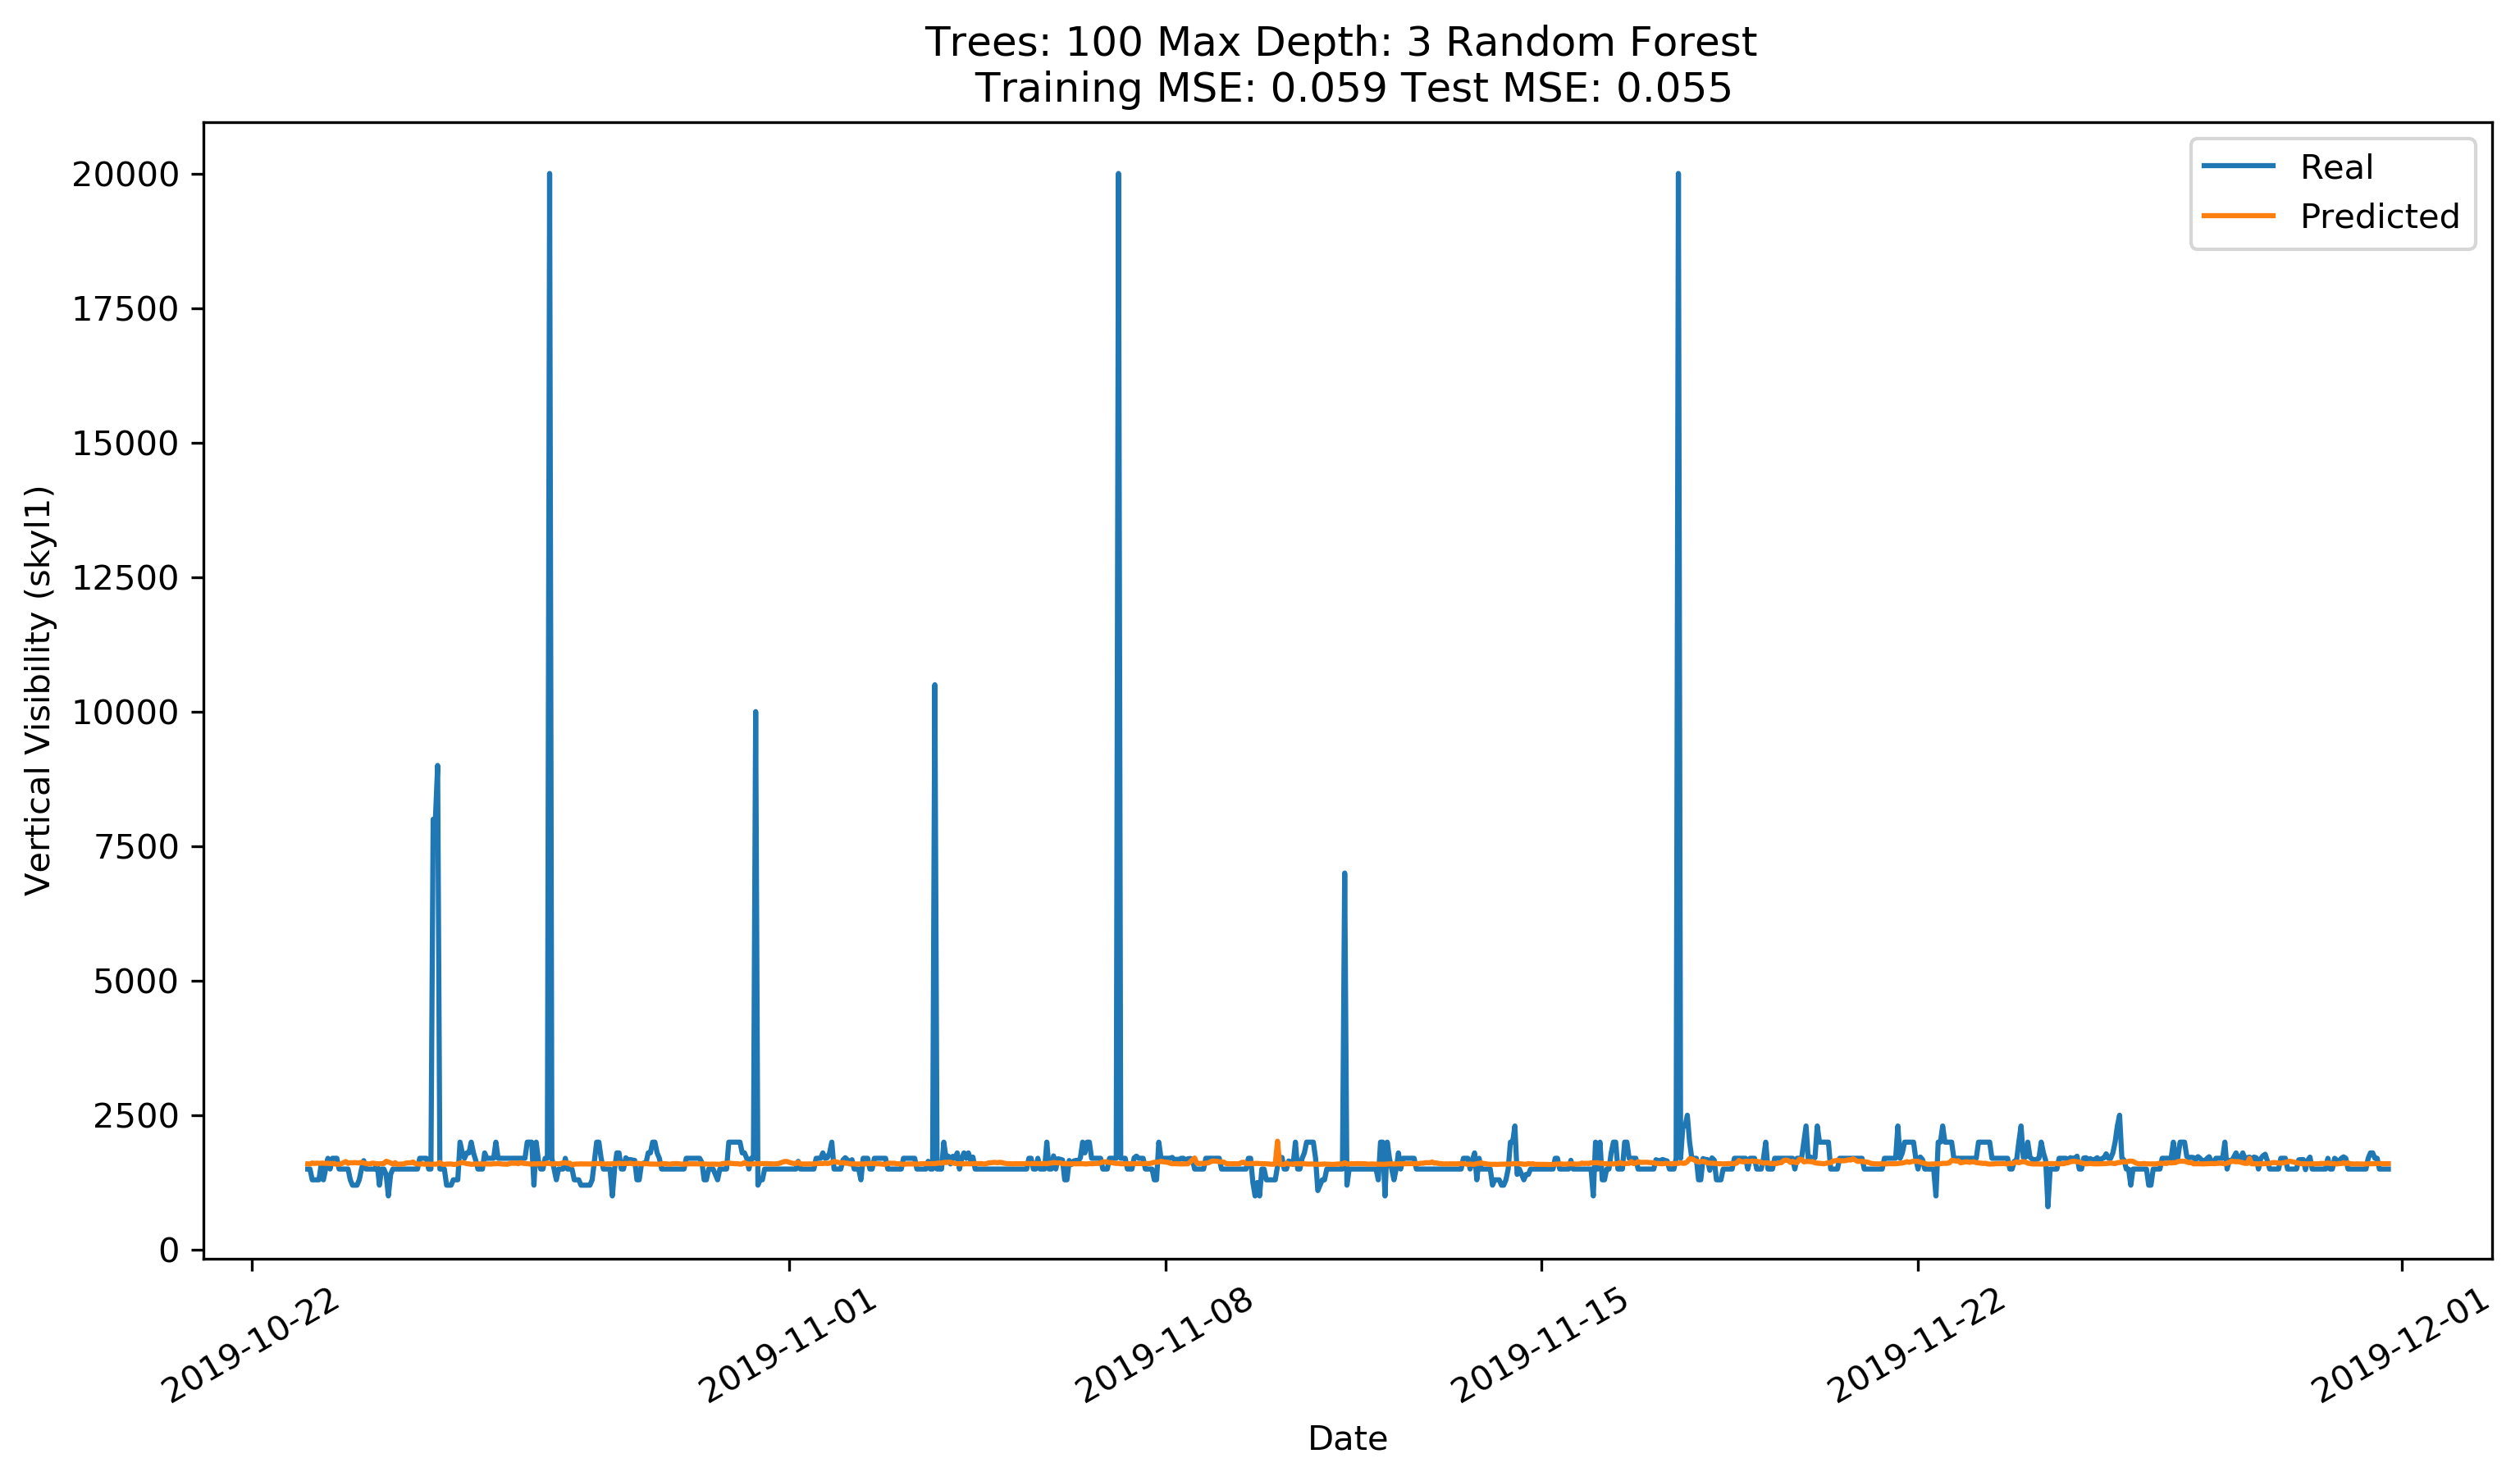 Trees: 100 Max Depth: 3 Random Forest
Training MSE: 0.059 Test MSE: 0.055
Real
Predicted
20000
17500
15000
12500
10000
7500
5000
2500
0
Vertical Visibility (skyl1)
2019-10-22
2019-11-01
2019-11-08
2019-11-15
2019-11-22
2019-12-01
Date